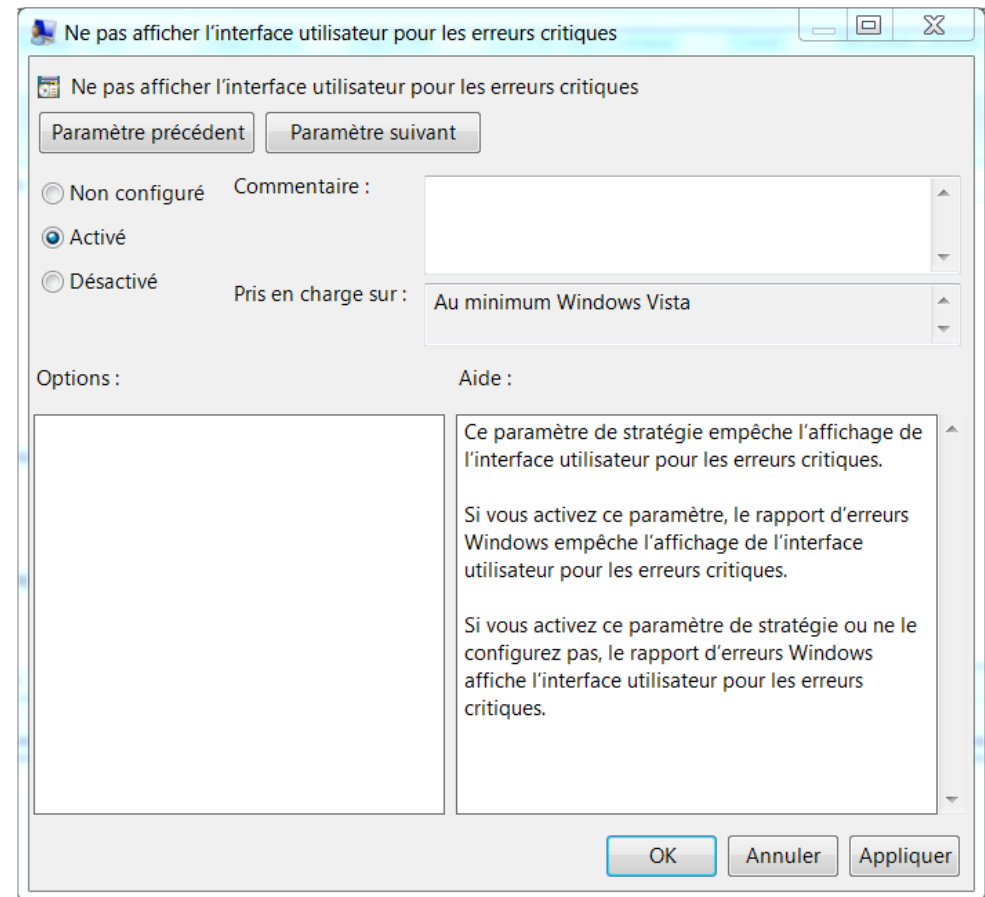 Ne pas afficher l’interface utilisateur pour les erreurs critiques
Ne pas afficher l’interface utilisateur pour les erreurs critiques
Paramètre précédent
Paramètre suivant
Non configuré
Commentaire :
Activé
Désactivé
Pris en charge sur :
Au minimum Windows Vista
Options :
Aide :
Ce paramètre de stratégie empêche l’affichage de
l’interface utilisateur pour les erreurs critiques.
Si vous activez ce paramètre, le rapport d’erreurs
Windows empêche l’affichage de l’interface
utilisateur pour les erreurs critiques.
Si vous activez ce paramètre de stratégie ou ne le
configurez pas, le rapport d’erreurs Windows
affiche l’interface utilisateur pour les erreurs
critiques.
OK
Annuler
Appliquer